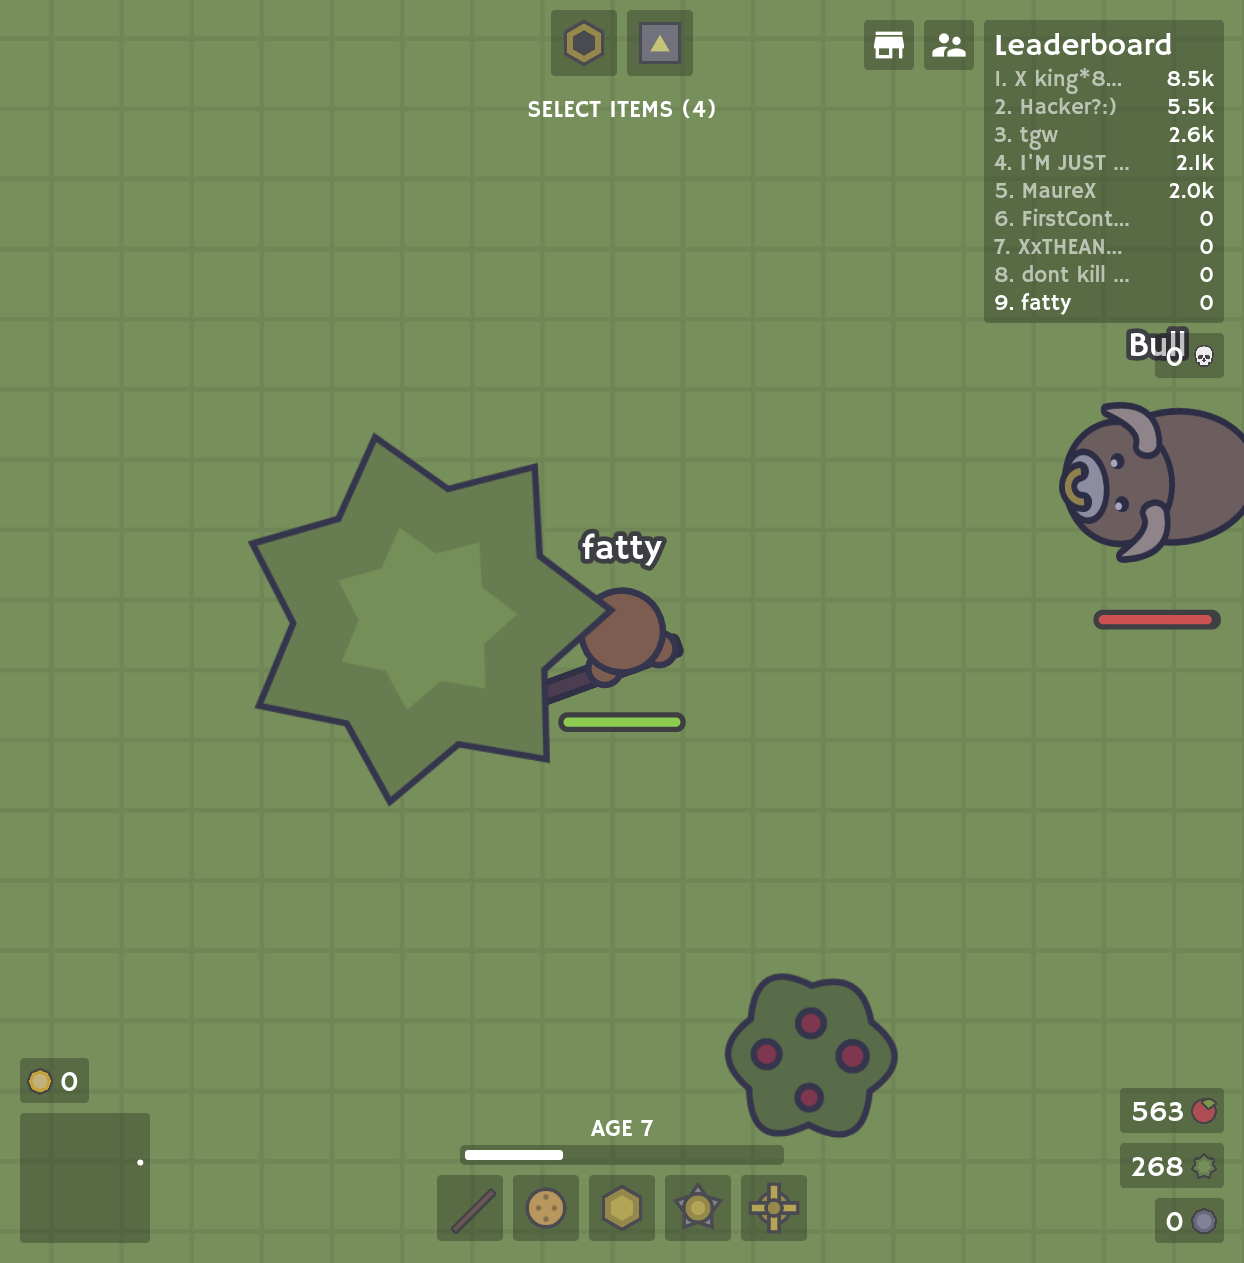 SELECT ITEMS (4)
Leaderboard
1. X king*8... 8.5k
2. Hacker?:) 5.5k
3. tgw 2.6k
4. I'M JUST ... 2.1k
5. MaureX 2.0k
6. FirstCont... 0
7. XxTHEAN... 0
8. dont kill ... 0
9. fatty 0
Bull
0
fatty
0
AGE 7
563
268
0